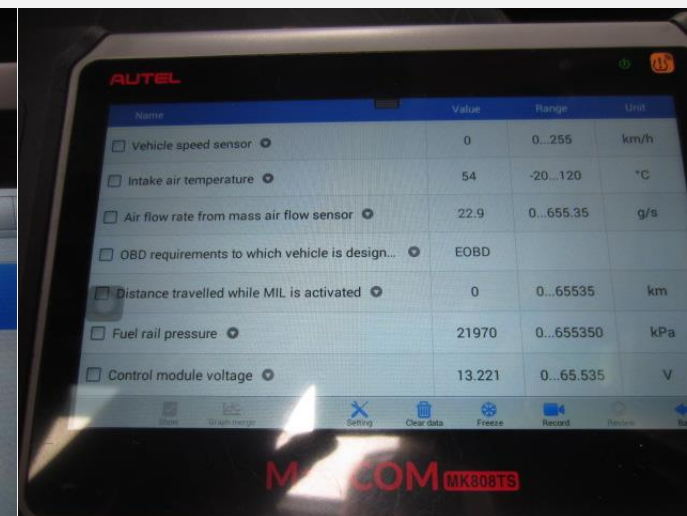 AUTEL
Name Value Range Unit
Vehicle speed sensor 0 0...255 km/h
Intake air temperature 54 -20...120 °C
Air flow rate from mass air flow sensor 22.9 0...655.35 g/s
OBD requirements to which vehicle is design... EOBD
Distance travelled while MIL is activated 0 0...65535 km
Fuel rail pressure 21970 0...655350 kPa
Control module voltage 13.221 0...65.535 V
Show Graph merge Setting Clear data Freeze Record Review
MK808TS